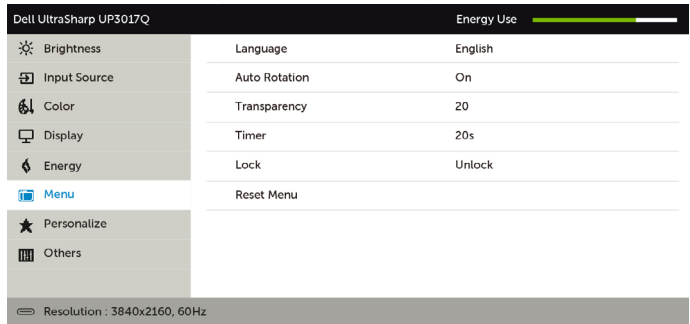 Dell UltraSharp UP3017Q Energy Use
Brightness Language English
Input Source Auto Rotation On
Color Transparency 20
Display Timer 20s
Energy Lock Unlock
Menu Reset Menu
Personalize
Others
Resolution : 3840x2160, 60Hz